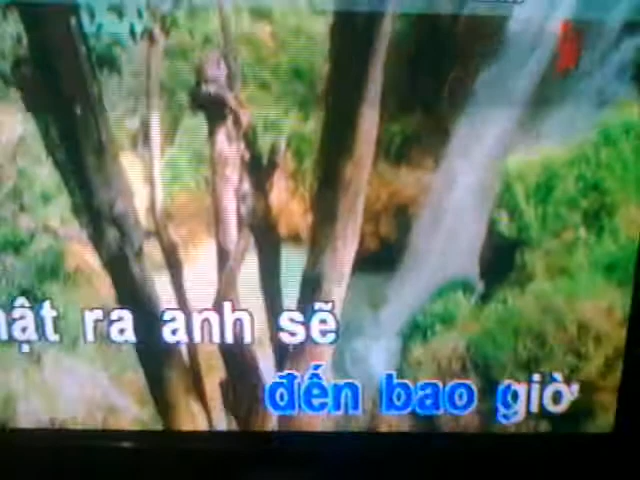 ật ra anh sẽ
đến bao giờ